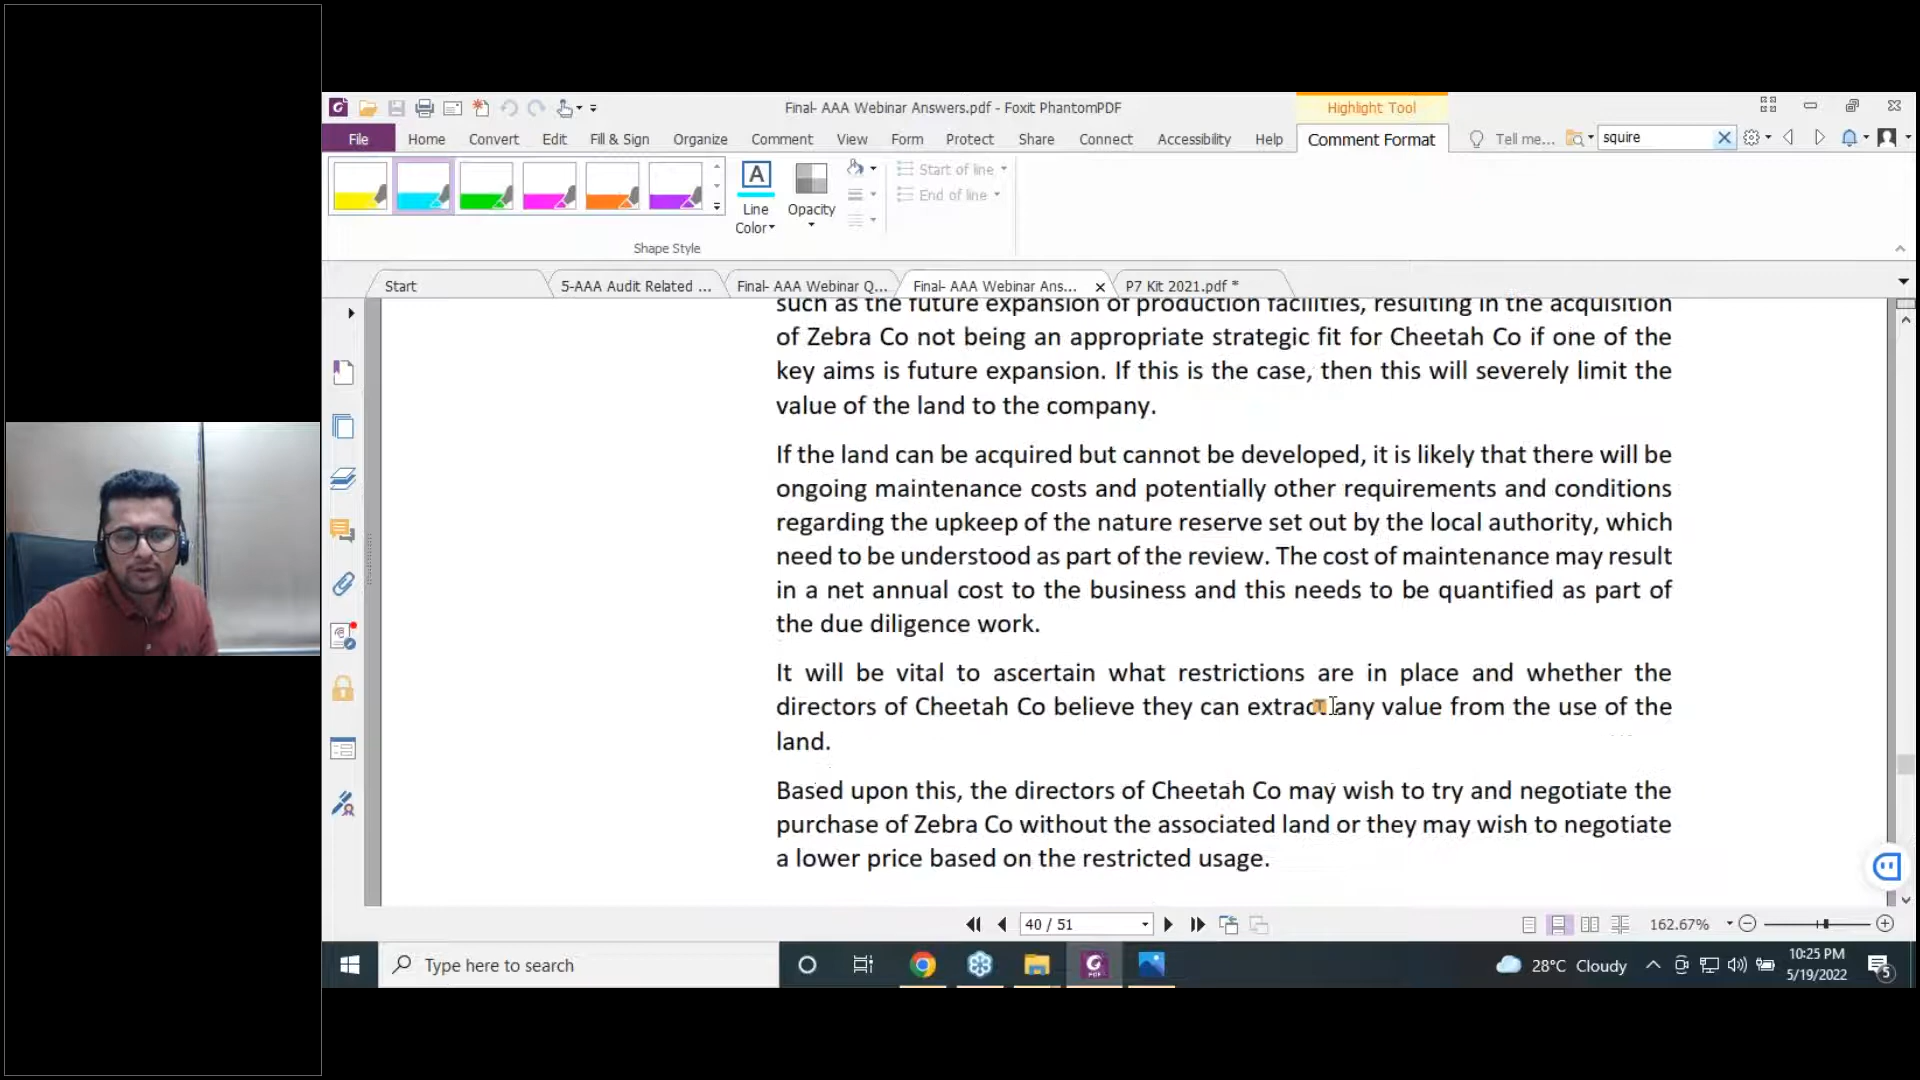 Final- AAA Webinar Answers.pdf - Foxit PhantomPDF
Highlight Tool
File Home Convert Edit Fill & Sign Organize Comment View Form Protect Share Connect Accessibility Help Comment Format Tell me... squire
Start of line
End of line
Line Color
Opacity
Shape Style
Start
5-AAA Audit Related ...
Final- AAA Webinar Q...
Final- AAA Webinar Ans...
P7 Kit 2021.pdf *
such as the future expansion of production facilities, resulting in the acquisition
of Zebra Co not being an appropriate strategic fit for Cheetah Co if one of the
key aims is future expansion. If this is the case, then this will severely limit the
value of the land to the company.
If the land can be acquired but cannot be developed, it is likely that there will be
ongoing maintenance costs and potentially other requirements and conditions
regarding the upkeep of the nature reserve set out by the local authority, which
need to be understood as part of the review. The cost of maintenance may result
in a net annual cost to the business and this needs to be quantified as part of
the due diligence work.
It will be vital to ascertain what restrictions are in place and whether the
directors of Cheetah Co believe they can extract any value from the use of the
land.
Based upon this, the directors of Cheetah Co may wish to try and negotiate the
purchase of Zebra Co without the associated land or they may wish to negotiate
a lower price based on the restricted usage.
40 / 51
162.67%
Type here to search
28°C Cloudy
10:25 PM
5/19/2022
5